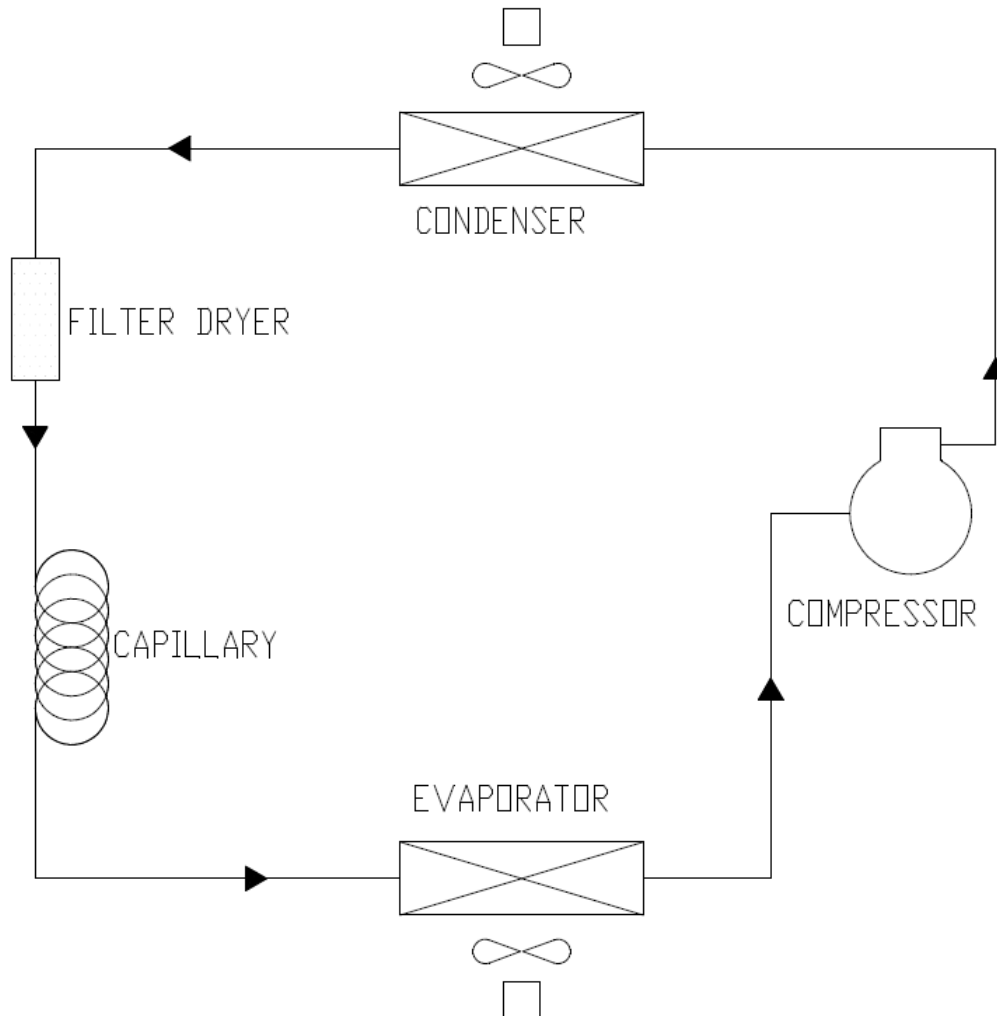 CONDENSER
FILTER DRYER
COMPRESSOR
CAPILLARY
EVAPORATOR